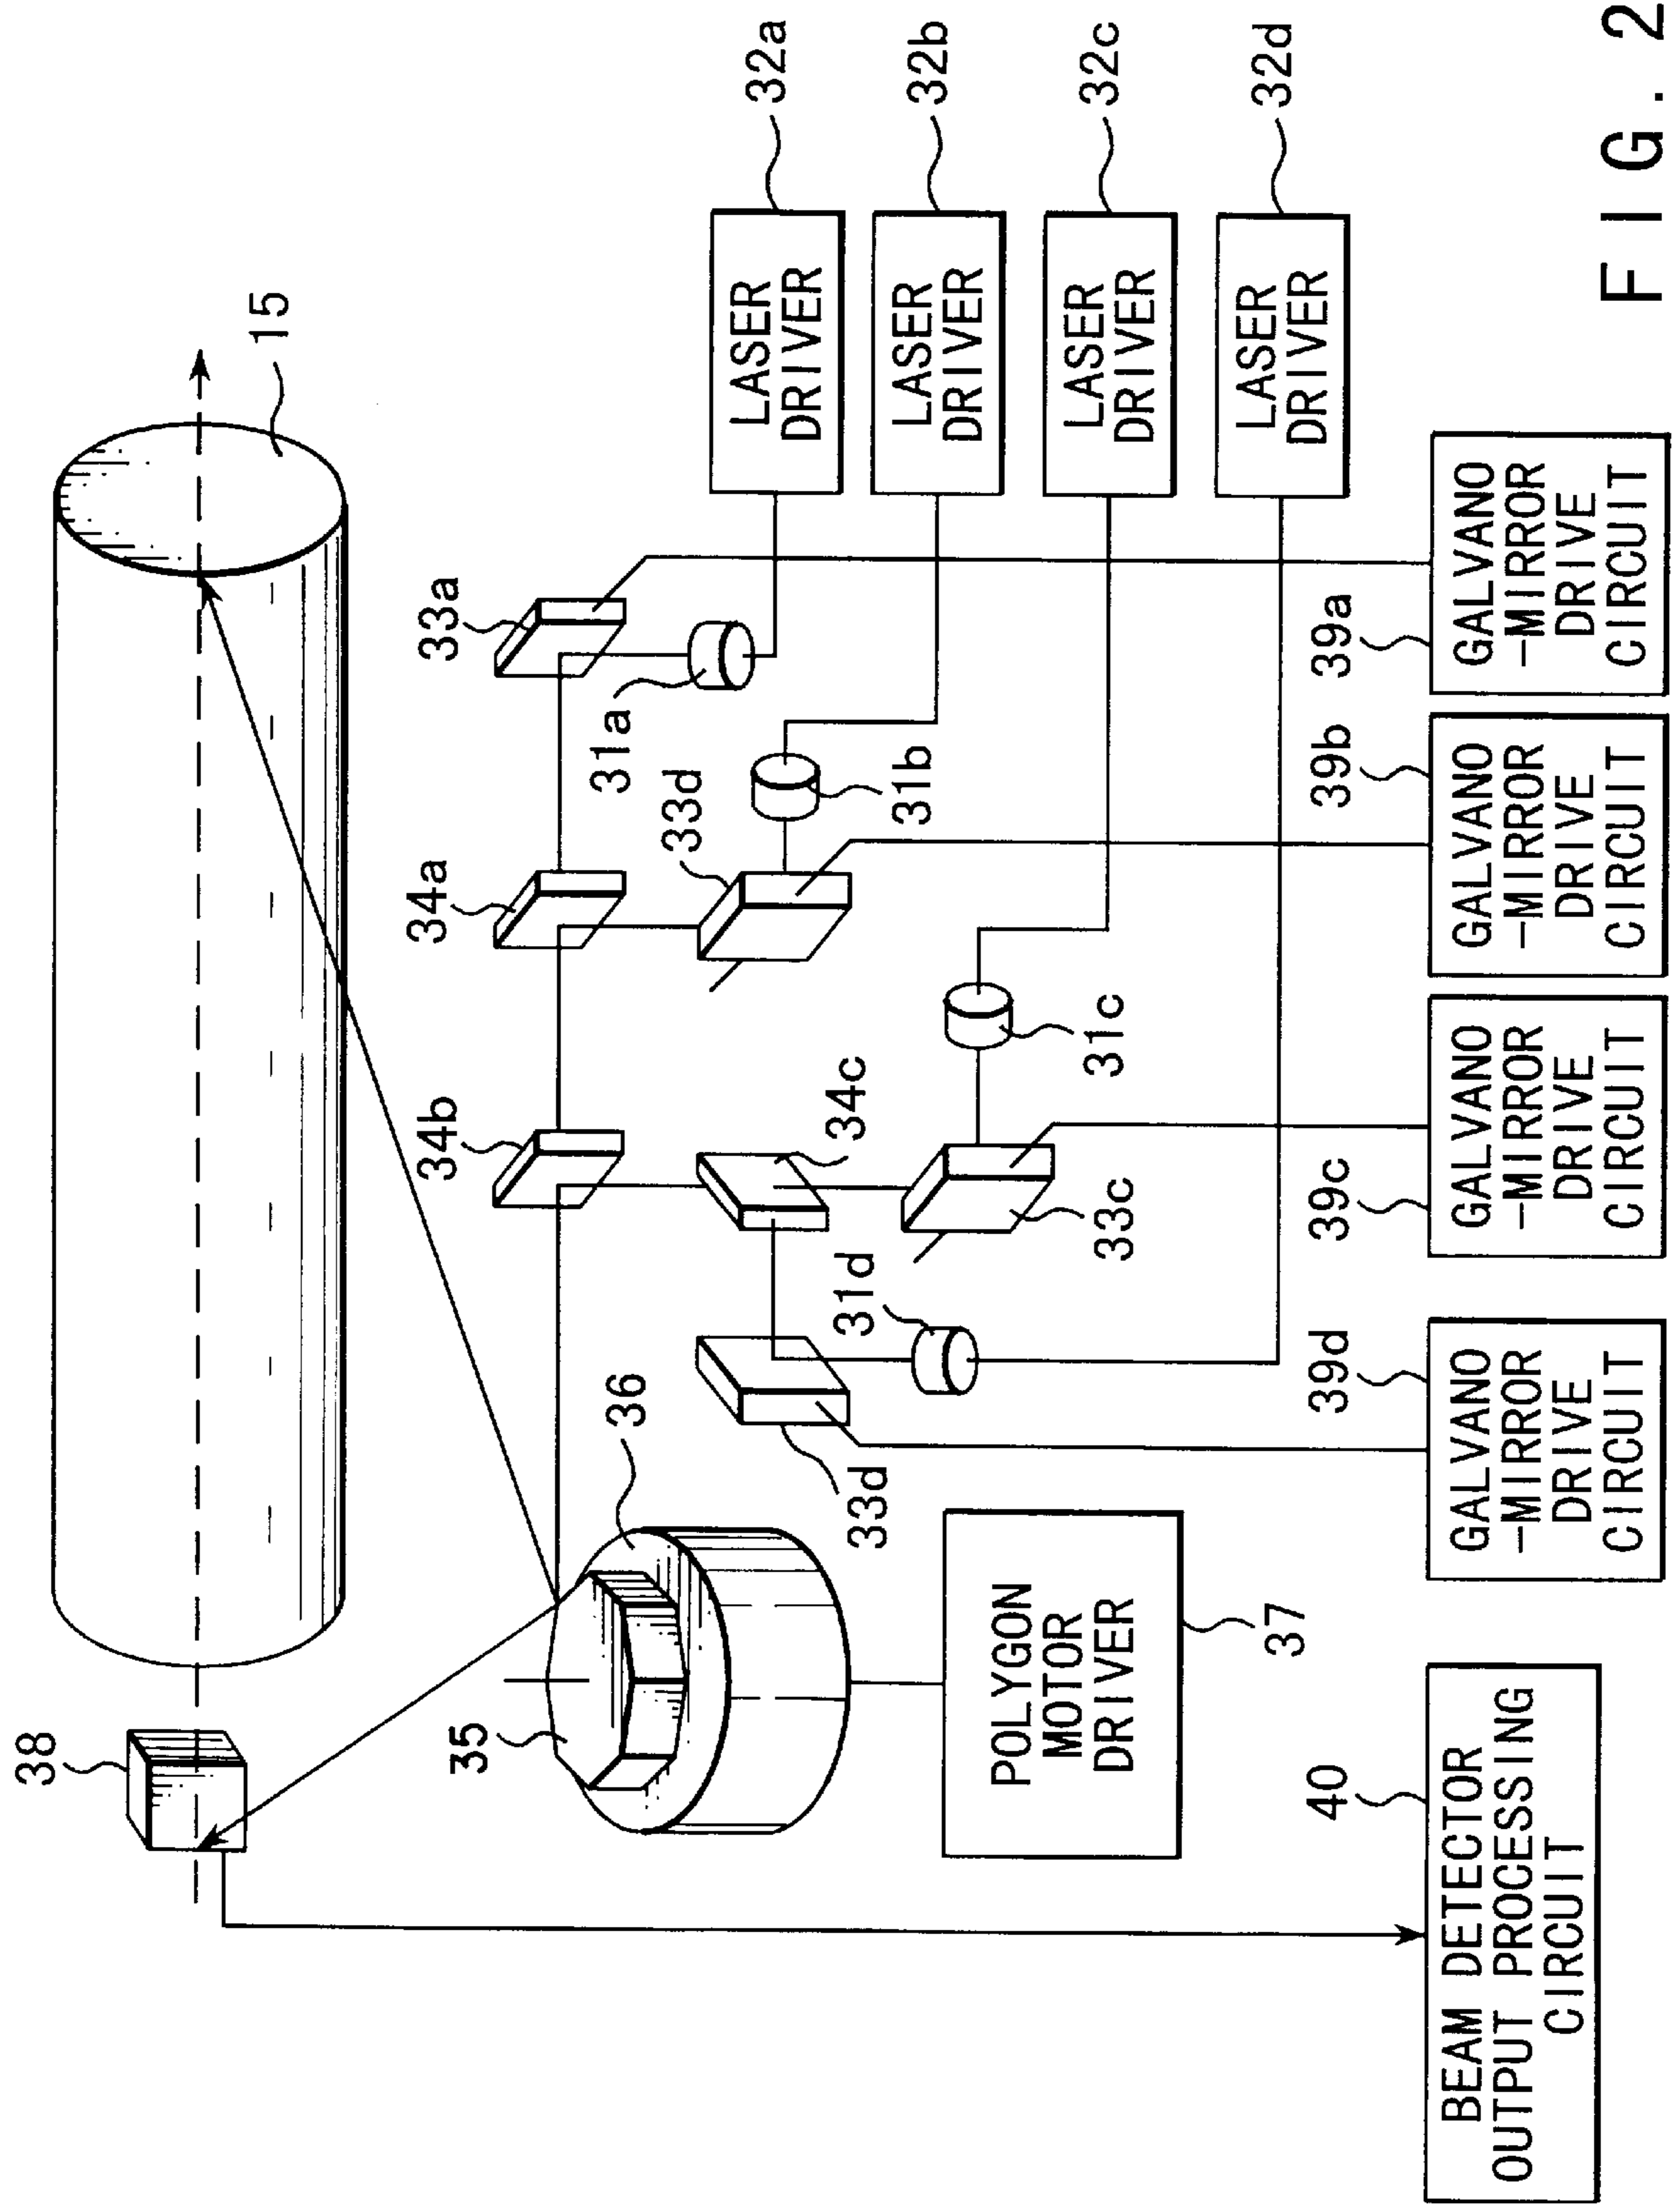 38
15
36
35
34b
34a
33a
31a
33d
31b
34c
31d
33d
31c
33c
LASER
DRIVER
32a
LASER
DRIVER
32b
LASER
DRIVER
32c
LASER
DRIVER
32d
POLYGON
MOTOR
DRIVER
37
40
BEAM DETECTOR
OUTPUT PROCESSING
CIRCUIT
39d
GALVANO
-MIRROR
DRIVE
CIRCUIT
39c
GALVANO
-MIRROR
DRIVE
CIRCUIT
39b
GALVANO
-MIRROR
DRIVE
CIRCUIT
39a
GALVANO
-MIRROR
DRIVE
CIRCUIT
FIG. 2